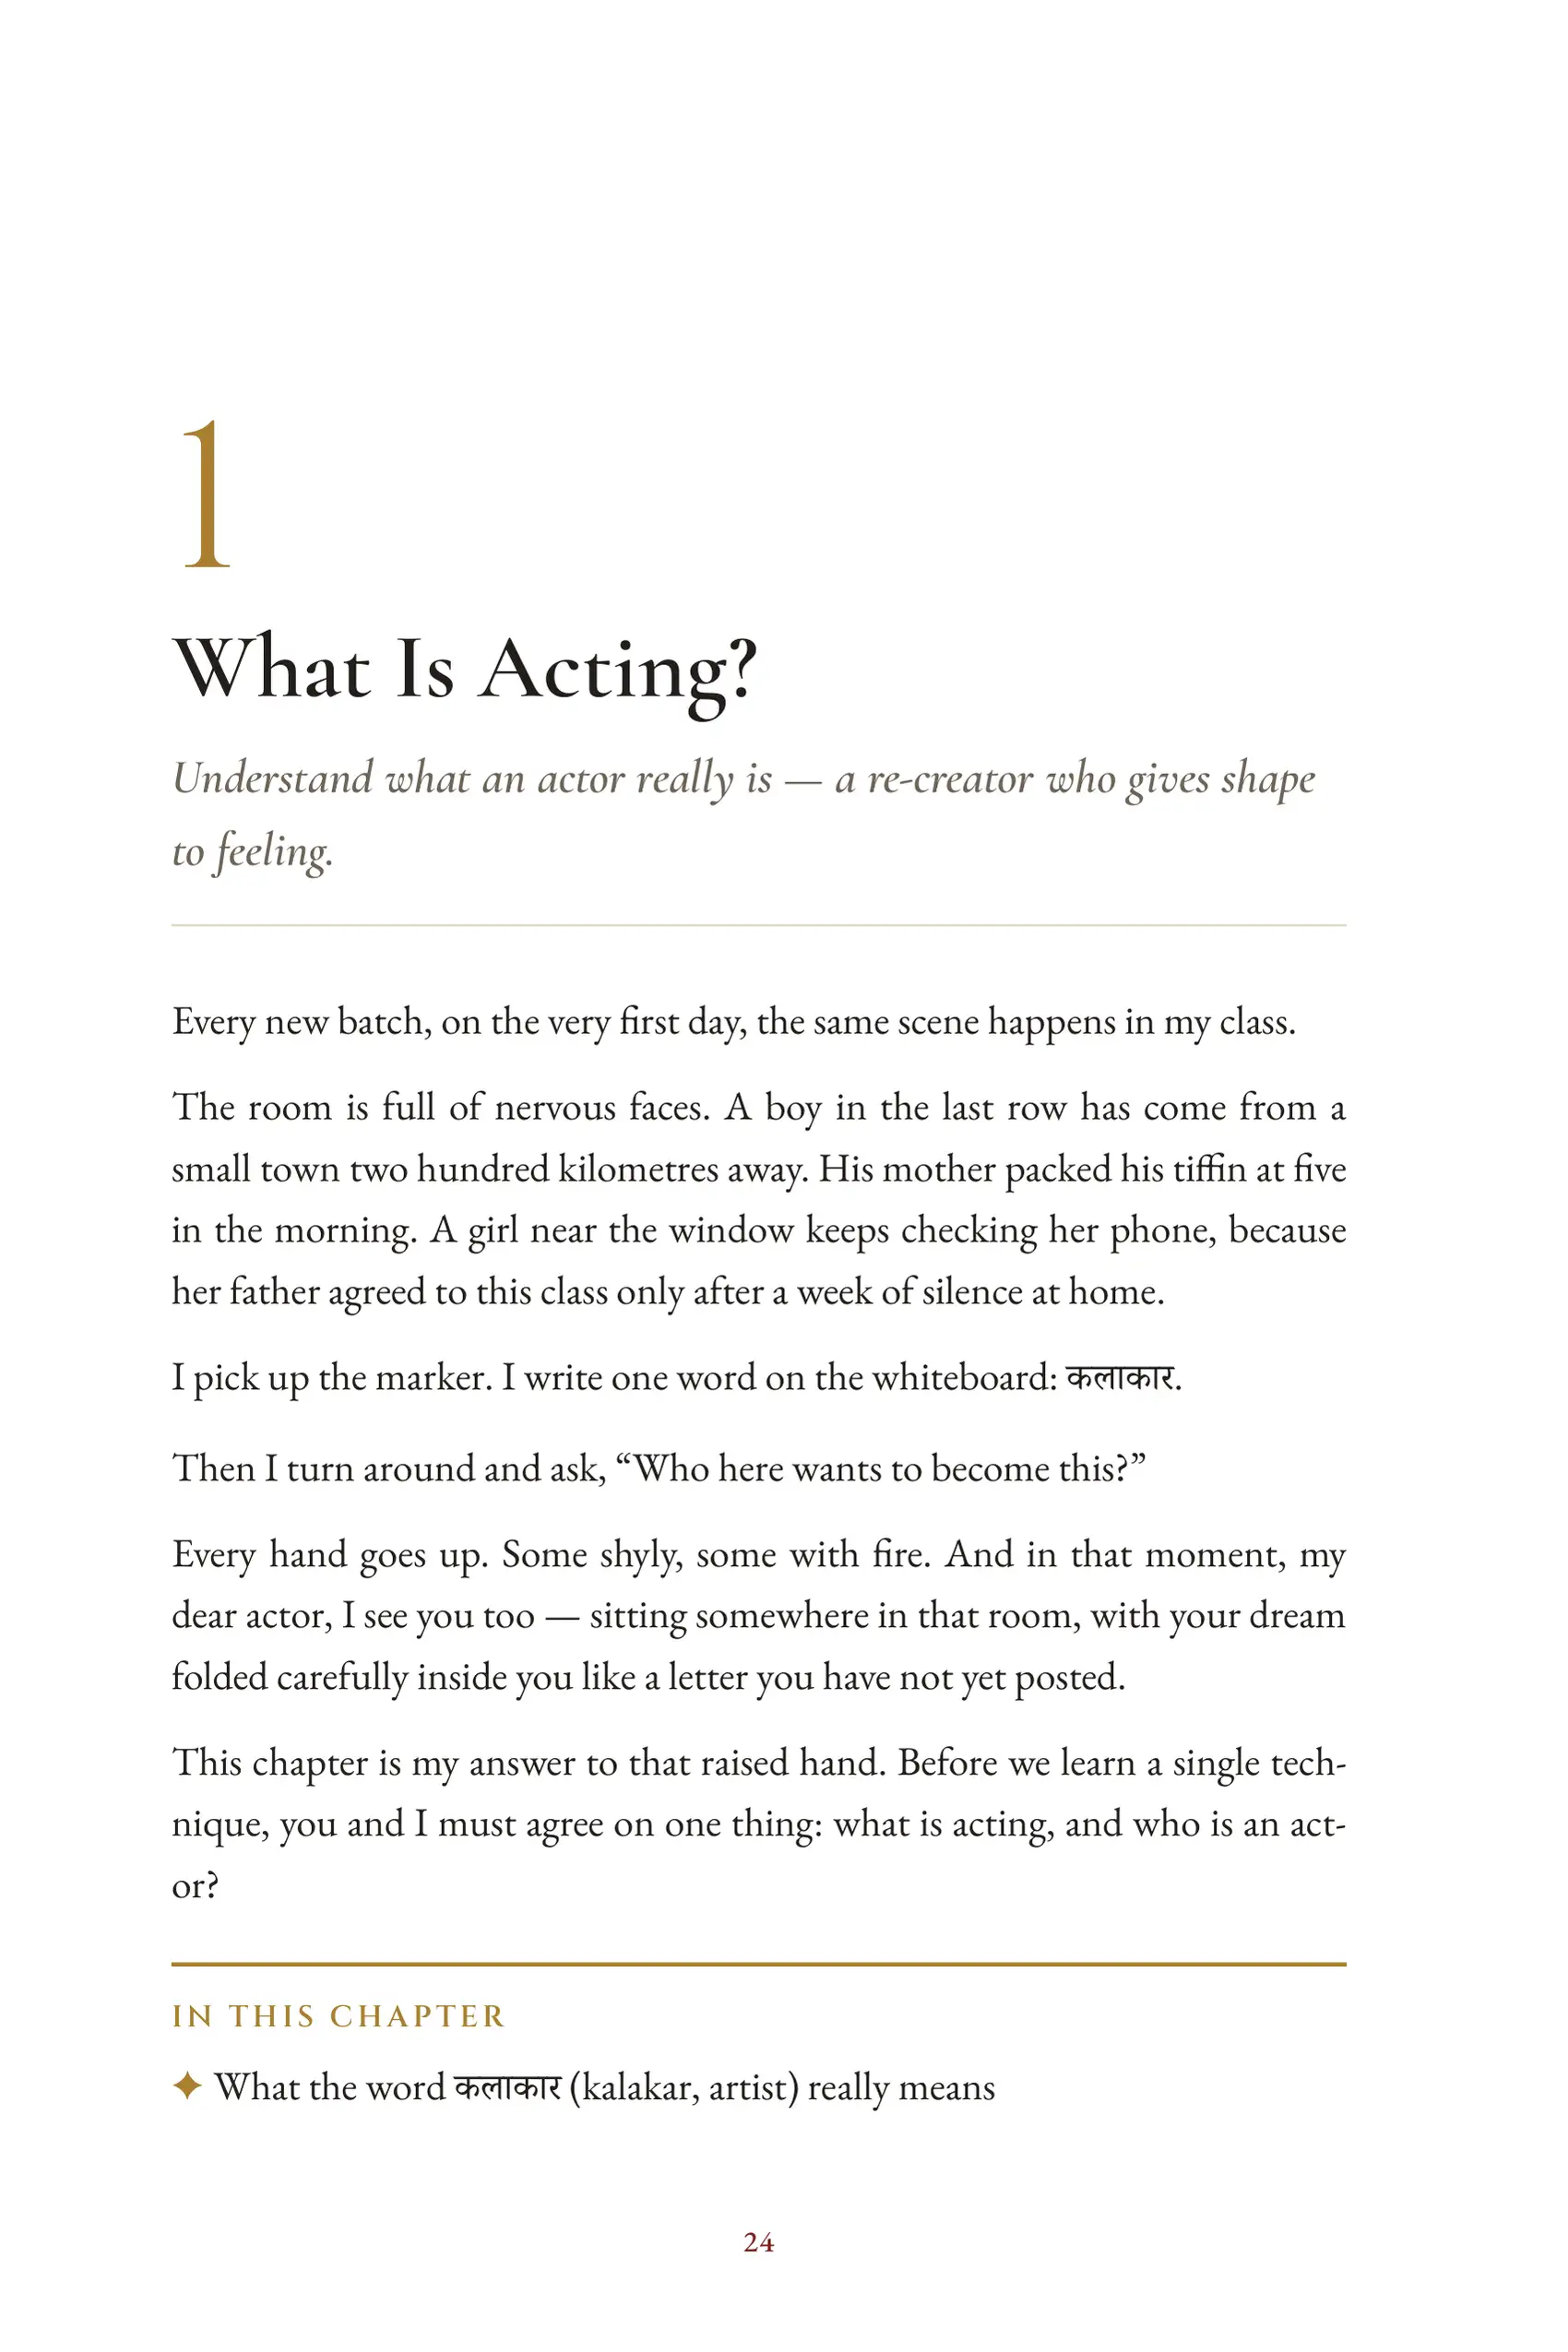 1
What Is Acting?
Understand what an actor really is — a re-creator who gives shape
to feeling.
Every new batch, on the very first day, the same scene happens in my class.
The room is full of nervous faces. A boy in the last row has come from a
small town two hundred kilometres away. His mother packed his tiffin at five
in the morning. A girl near the window keeps checking her phone, because
her father agreed to this class only after a week of silence at home.
I pick up the marker. I write one word on the whiteboard: कलाकार.
Then I turn around and ask, “Who here wants to become this?”
Every hand goes up. Some shyly, some with fire. And in that moment, my
dear actor, I see you too — sitting somewhere in that room, with your dream
folded carefully inside you like a letter you have not yet posted.
This chapter is my answer to that raised hand. Before we learn a single tech-
nique, you and I must agree on one thing: what is acting, and who is an act-
or?
IN THIS CHAPTER
✦ What the word कलाकार (kalakar, artist) really means
24